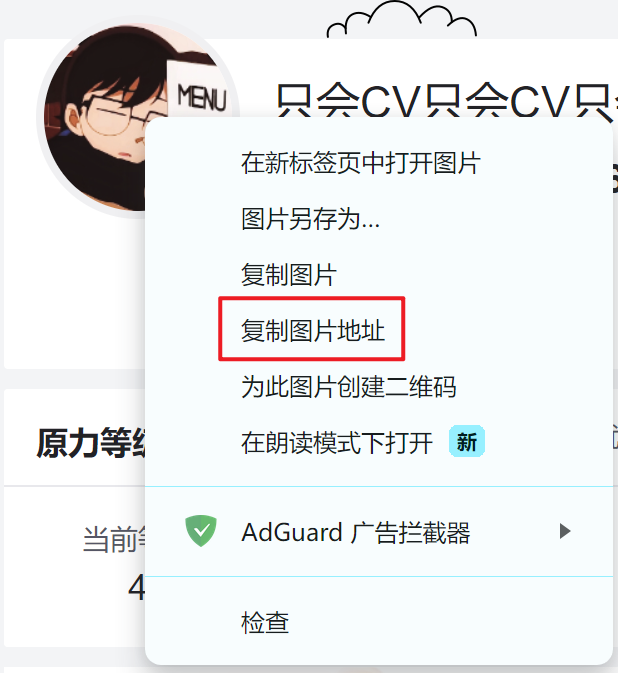 MENU
只会CV只会CV只会
在新标签页中打开图片
图片另存为...
复制图片
复制图片地址
为此图片创建二维码
在朗读模式下打开 新
原力等级
AdGuard 广告拦截器
当前等
4
检查